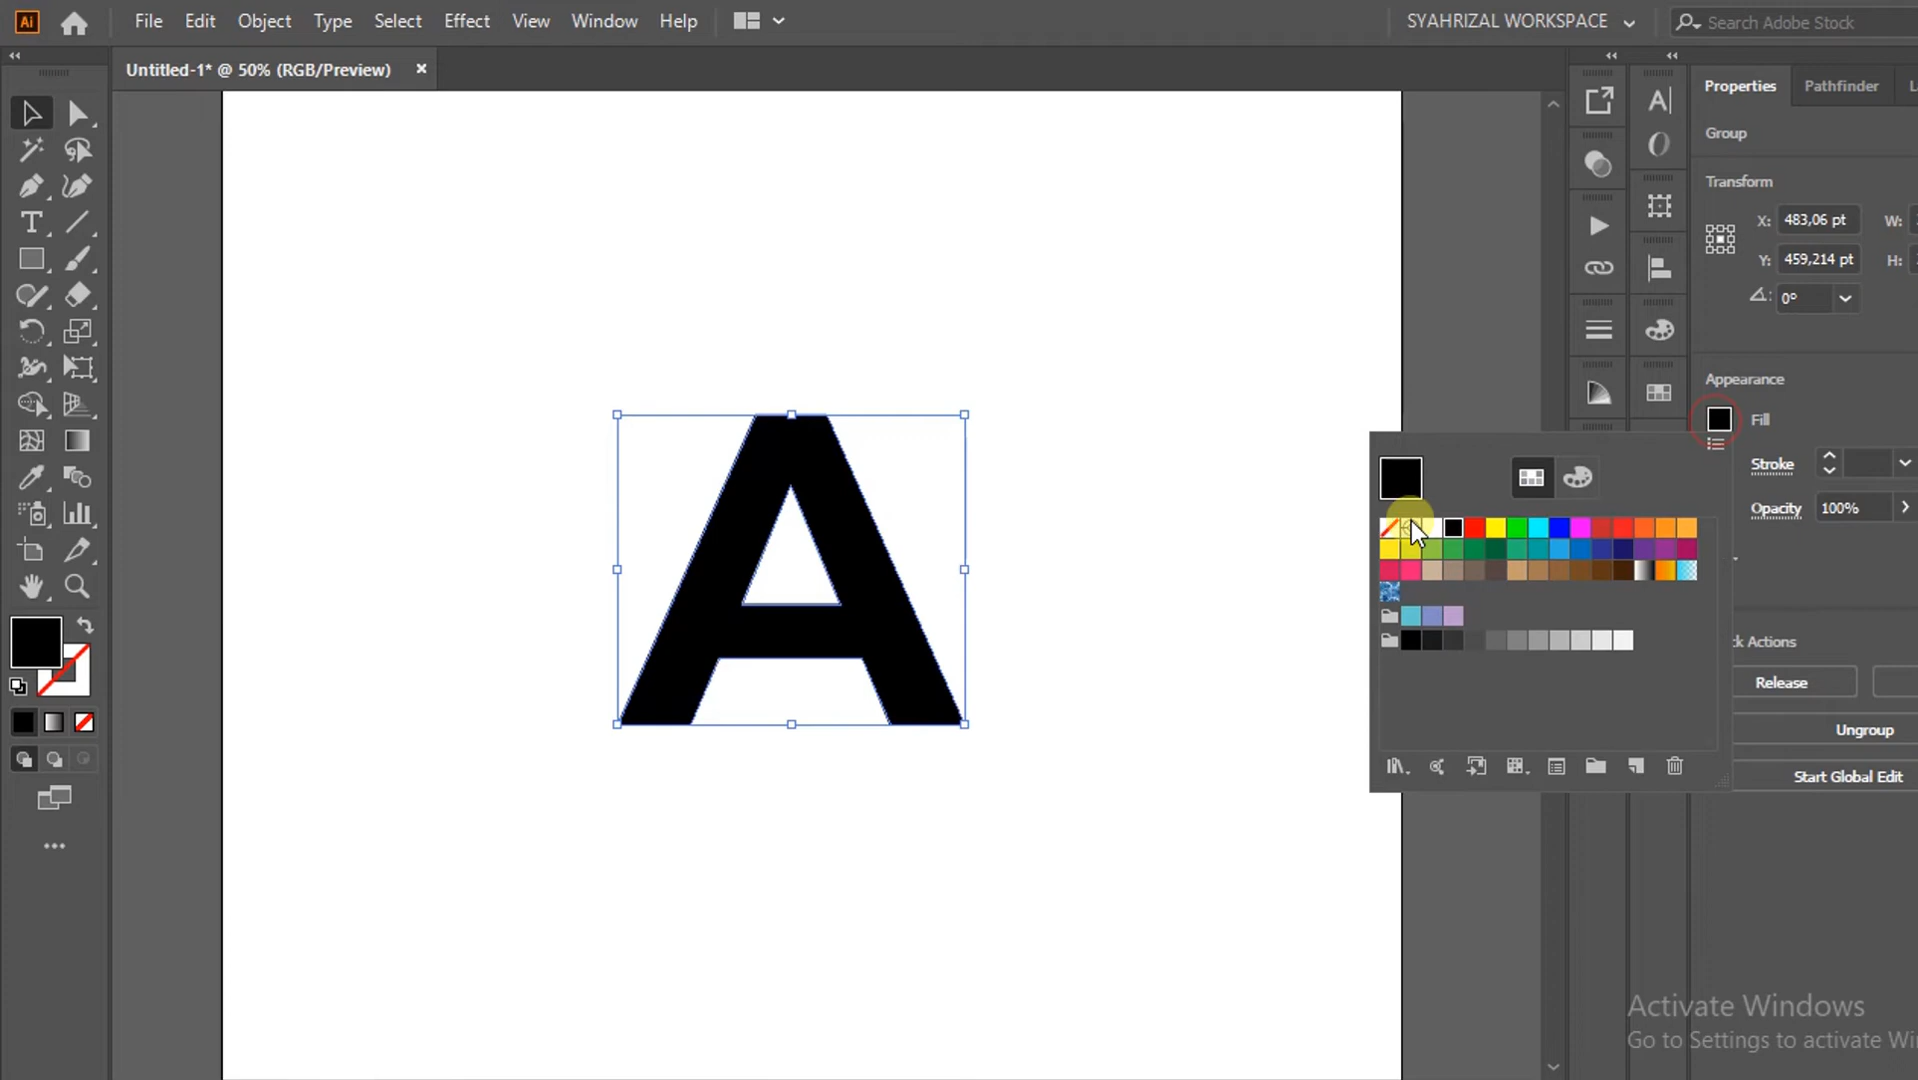 Ai File Edit Object Type Select Effect View Window Help SYAHRIZAL WORKSPACE Search Adobe Stock
Untitled-1* @ 50% (RGB/Preview) ×
Properties Pathfinder
Group
Transform
X: 483,06 pt W:
Y: 459,214 pt H:
0°
Appearance
Fill
Stroke
Opacity 100%
A
ck Actions
Release
Ungroup
Start Global Edit
Activate Windows
Go to Settings to activate Wi